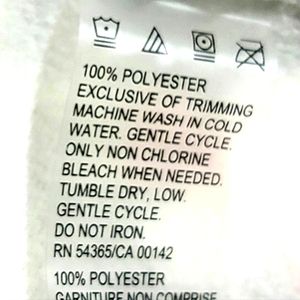 100% POLYESTER
EXCLUSIVE OF TRIMMING
MACHINE WASH IN COLD
WATER. GENTLE CYCLE.
ONLY NON CHLORINE
BLEACH WHEN NEEDED.
TUMBLE DRY, LOW.
GENTLE CYCLE.
DO NOT IRON.
RN 54365/CA 00142
100% POLYESTER
GARNITURE NON COMPRISE